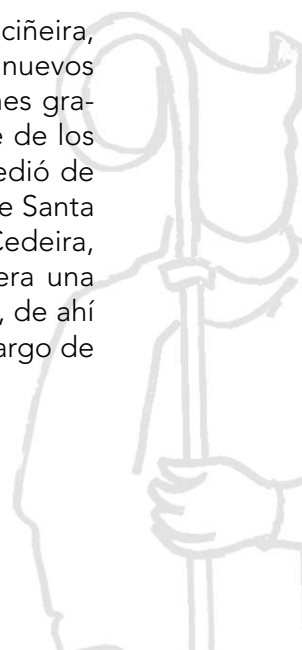 ciñeira,
nuevos
nes gra-
e de los
edió de
e Santa
Cedeira,
era una
, de ahí
argo de